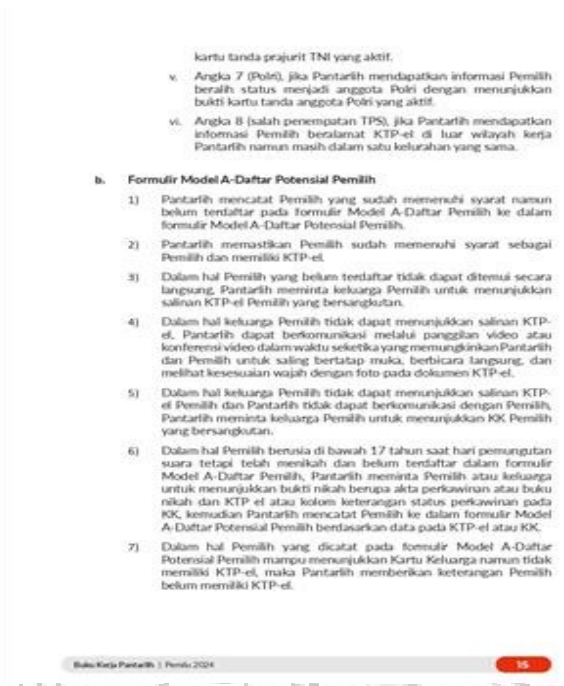 kartu tanda prajurit TNI yang aktif.
v. Angka 7 (Polri), jika Pantarlih mendapatkan informasi Pemilih
beralih status menjadi anggota Polri dengan menunjukkan
bukti kartu tanda anggota Polri yang aktif.
vi. Angka 8 (salah penempatan TPS), jika Pantarlih mendapatkan
informasi Pemilih beralamat KTP-el di luar wilayah kerja
Pantarlih namun masih dalam satu kelurahan yang sama.
b. Formulir Model A-Daftar Potensial Pemilih
1) Pantarlih mencatat Pemilih yang sudah memenuhi syarat namun
belum terdaftar pada formulir Model A-Daftar Pemilih ke dalam
formulir Model A-Daftar Potensial Pemilih.
2) Pantarlih memastikan Pemilih sudah memenuhi syarat sebagai
Pemilih dan memiliki KTP-el.
3) Dalam hal Pemilih yang belum terdaftar tidak dapat ditemui secara
langsung, Pantarlih meminta keluarga Pemilih untuk menunjukkan
salinan KTP-el Pemilih yang bersangkutan.
4) Dalam hal keluarga Pemilih tidak dapat menunjukkan salinan KTP-
el, Pantarlih dapat berkomunikasi melalui panggilan video atau
konferensi video dalam waktu seketika yang memungkinkan Pantarlih
dan Pemilih untuk saling bertatap muka, berbicara langsung, dan
melihat kesesuaian wajah dengan foto pada dokumen KTP-el.
5) Dalam hal keluarga Pemilih tidak dapat menunjukkan salinan KTP-
el Pemilih dan Pantarlih tidak dapat berkomunikasi dengan Pemilih,
Pantarlih meminta keluarga Pemilih untuk menunjukkan KK Pemilih
yang bersangkutan.
6) Dalam hal Pemilih berusia di bawah 17 tahun saat hari pemungutan
suara tetapi telah menikah dan belum terdaftar dalam formulir
Model A-Daftar Pemilih, Pantarlih meminta Pemilih atau keluarga
untuk menunjukkan bukti nikah berupa akta perkawinan atau buku
nikah dan KTP el atau kolom keterangan status perkawinan pada
KK, kemudian Pantarlih mencatat Pemilih ke dalam formulir Model
A-Daftar Potensial Pemilih berdasarkan data pada KTP-el atau KK.
7) Dalam hal Pemilih yang dicatat pada formulir Model A-Daftar
Potensial Pemilih mampu menunjukkan Kartu Keluarga namun tidak
memiliki KTP-el, maka Pantarlih memberikan keterangan Pemilih
belum memiliki KTP-el.
Buku Kerja Pantarlih | Pemilu 2024
15